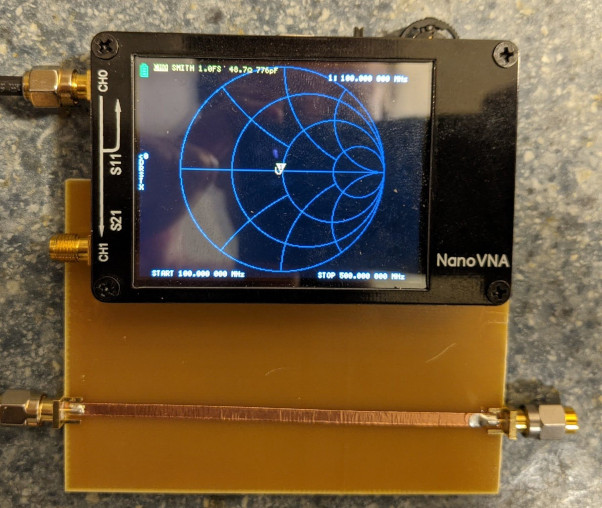 SMITH 1.0FS 48.7Ω 776pF
1: 100.000 000 MHz
START 100.000 000 MHz
STOP 500.000 000 MHz
CH0
S11
S21
CH1
NanoVNA